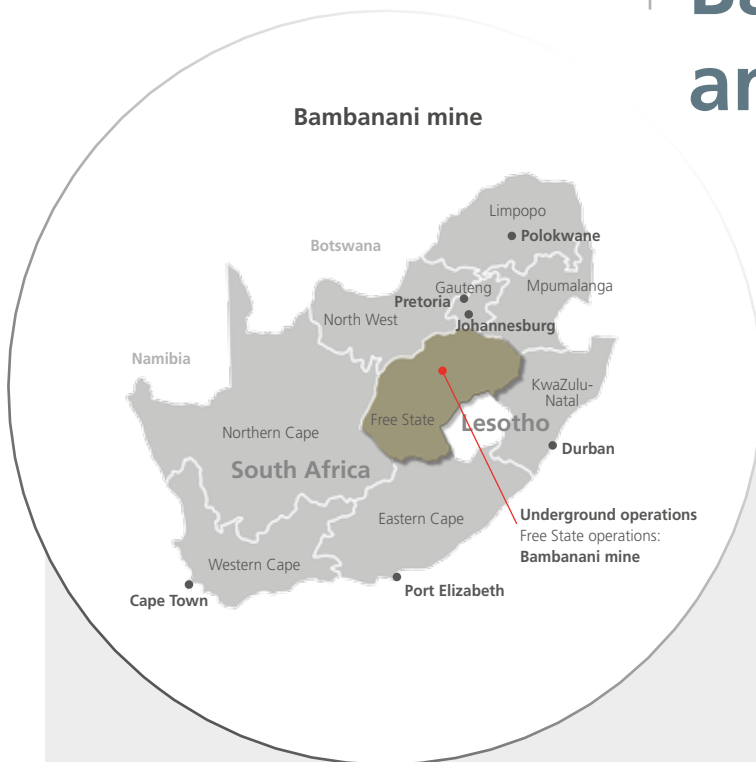 Bambanani mine
Limpopo
Polokwane
Botswana
Gauteng
Mpumalanga
Pretoria
North West
Johannesburg
Namibia
KwaZulu-
Natal
Free State
Lesotho
Northern Cape
Durban
South Africa
Underground operations
Eastern Cape
Free State operations:
Bambanani mine
Western Cape
Port Elizabeth
Cape Town